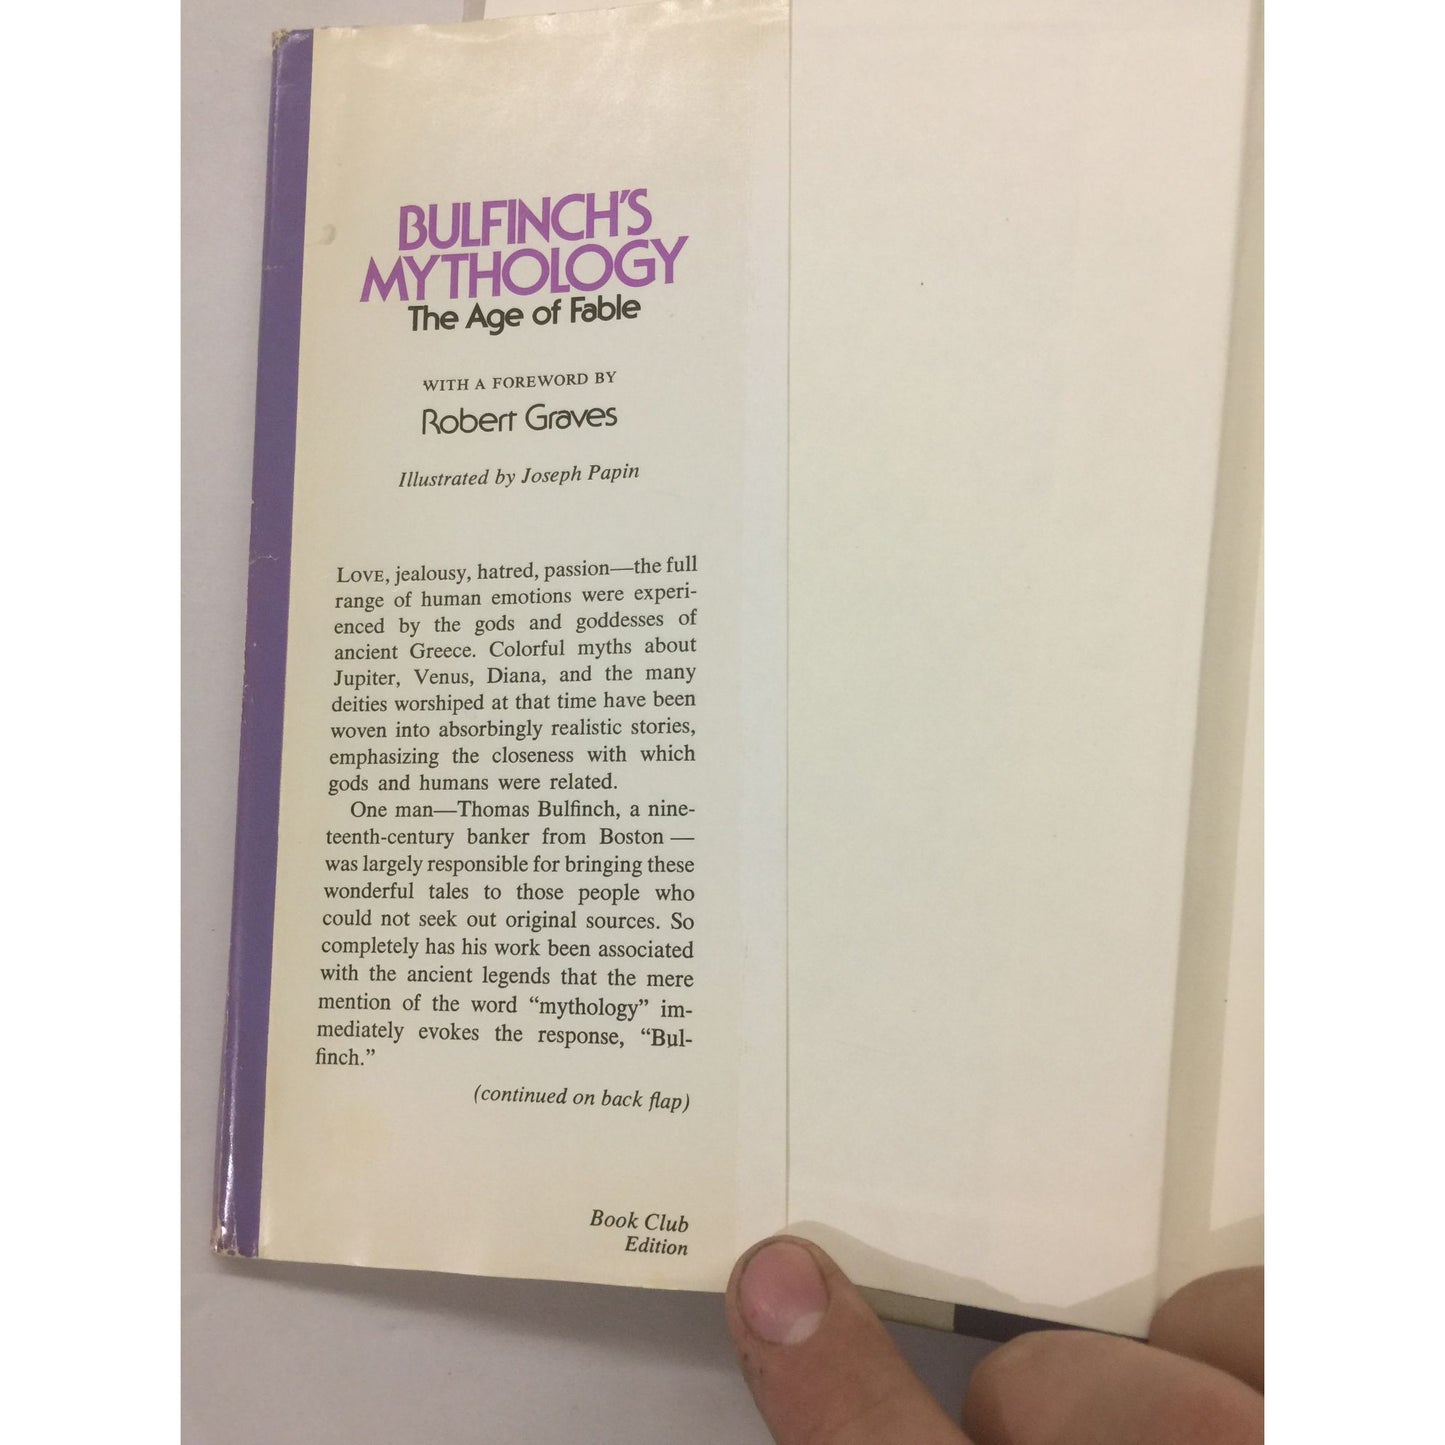 BULFINCH'S
MYTHOLOGY
The Age of Fable
WITH A FOREWORD BY
Robert Graves
Illustrated by Joseph Papin
LOVE, jealousy, hatred, passion—the full
range of human emotions were experi-
enced by the gods and goddesses of
ancient Greece. Colorful myths about
Jupiter, Venus, Diana, and the many
deities worshiped at that time have been
woven into absorbingly realistic stories,
emphasizing the closeness with which
gods and humans were related.
One man—Thomas Bulfinch, a nine-
teenth-century banker from Boston —
was largely responsible for bringing these
wonderful tales to those people who
could not seek out original sources. So
completely has his work been associated
with the ancient legends that the mere
mention of the word “mythology” im-
mediately evokes the response, “Bul-
finch.”
(continued on back flap)
Book Club
Edition